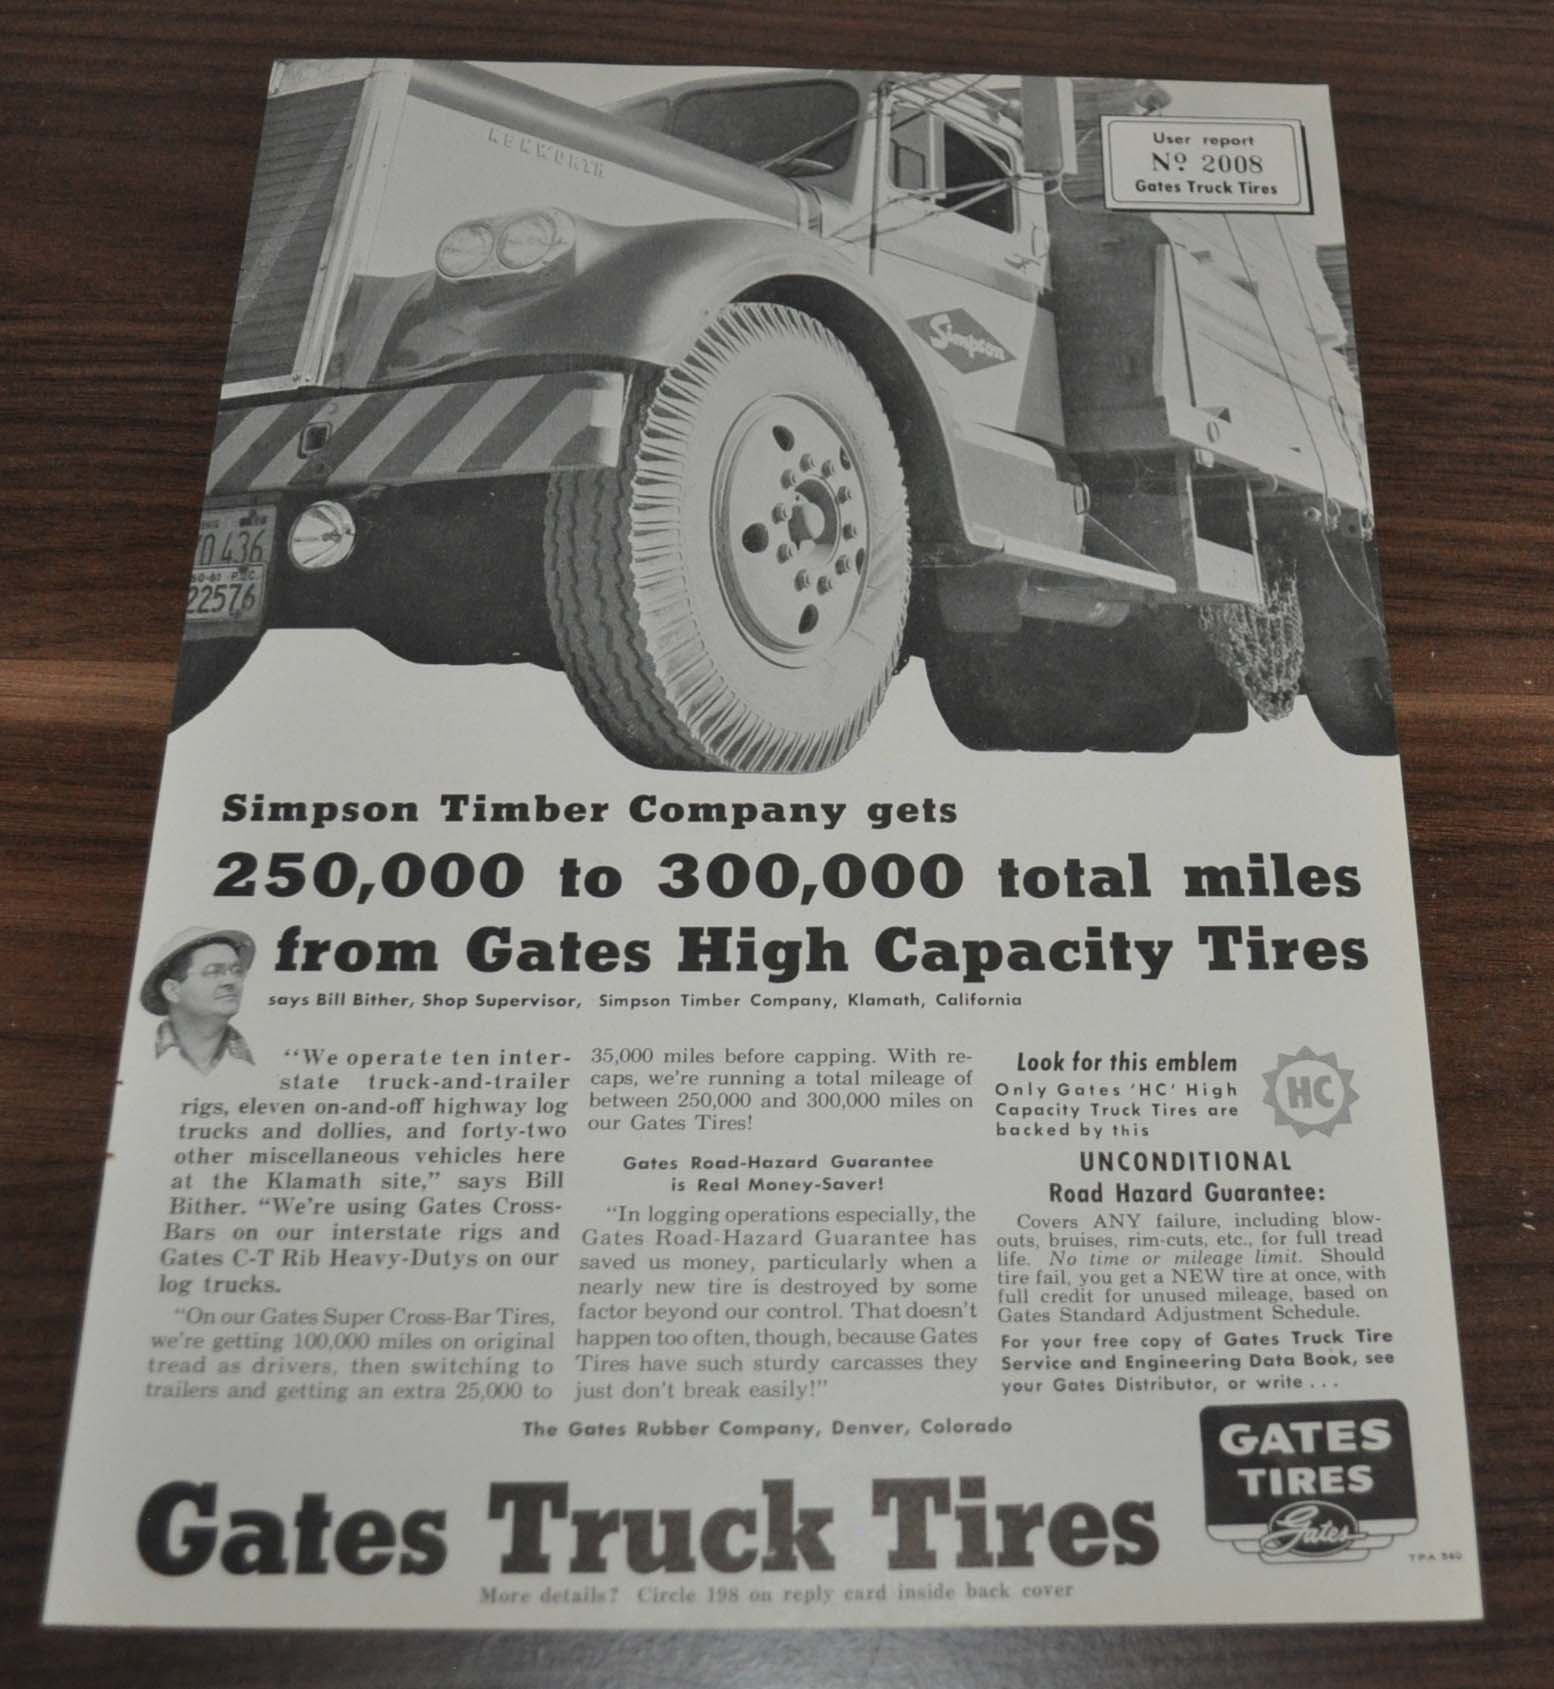 KENWORTH
User report
Nº 2008
Gates Truck Tires
Simpson
436
60-61 P.U.C.
22576
Simpson Timber Company gets
250,000 to 300,000 total miles
from Gates High Capacity Tires
says Bill Bither, Shop Supervisor, Simpson Timber Company, Klamath, California
"We operate ten inter-
state truck-and-trailer
rigs, eleven on-and-off highway log
trucks and dollies, and forty-two
other miscellaneous vehicles here
at the Klamath site," says Bill
Bither. "We're using Gates Cross-
Bars on our interstate rigs and
Gates C-T Rib Heavy-Dutys on our
log trucks.
"On our Gates Super Cross-Bar Tires,
we're getting 100,000 miles on original
tread as drivers, then switching to
trailers and getting an extra 25,000 to
35,000 miles before capping. With re-
caps, we're running a total mileage of
between 250,000 and 300,000 miles on
our Gates Tires!
Gates Road-Hazard Guarantee
is Real Money-Saver!
"In logging operations especially, the
Gates Road-Hazard Guarantee has
saved us money, particularly when a
nearly new tire is destroyed by some
factor beyond our control. That doesn't
happen too often, though, because Gates
Tires have such sturdy carcasses they
just don't break easily!"
Look for this emblem
Only Gates 'HC' High
Capacity Truck Tires are
backed by this
HC
UNCONDITIONAL
Road Hazard Guarantee:
Covers ANY failure, including blow-
outs, bruises, rim-cuts, etc., for full tread
life. No time or mileage limit. Should
tire fail, you get a NEW tire at once, with
full credit for unused mileage, based on
Gates Standard Adjustment Schedule.
For your free copy of Gates Truck Tire
Service and Engineering Data Book, see
your Gates Distributor, or write . . .
The Gates Rubber Company, Denver, Colorado
Gates Truck Tires
GATES
TIRES
Gates
TPA 540
More details? Circle 198 on reply card inside back cover